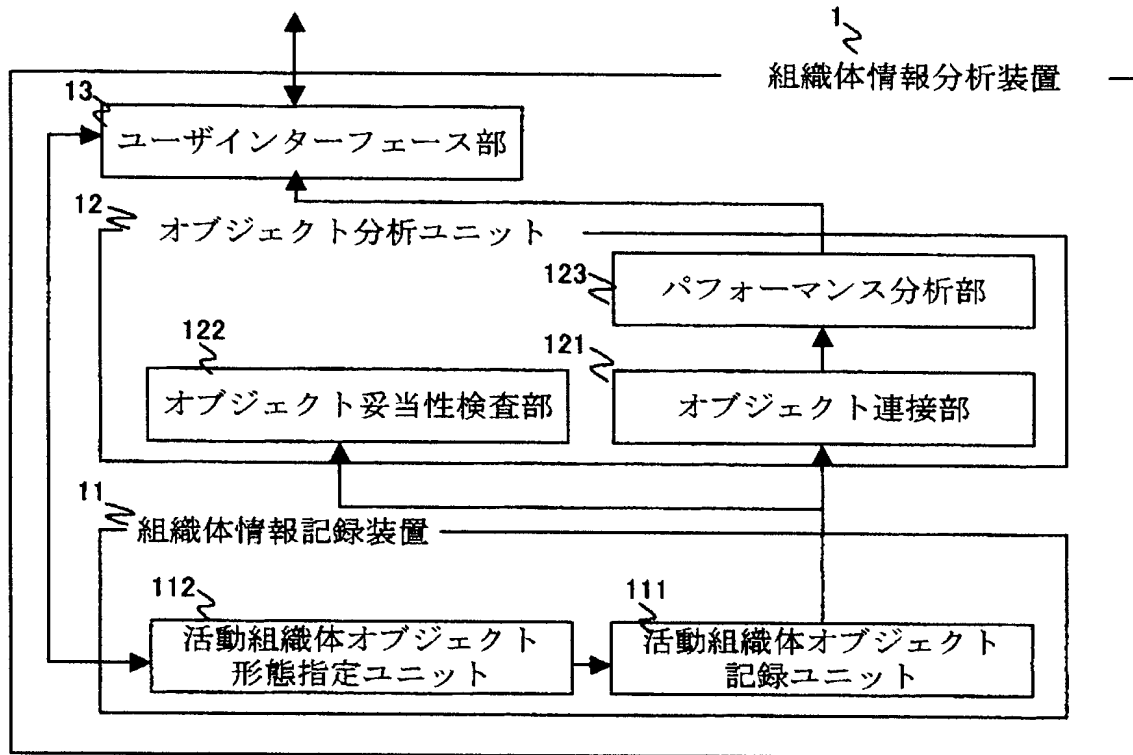 1
組織体情報分析装置
13
ユーザインターフェース部
12
オブジェクト分析ユニット
123
パフォーマンス分析部
122
オブジェクト妥当性検査部
121
オブジェクト連接部
11
組織体情報記録装置
112
活動組織体オブジェクト
形態指定ユニット
111
活動組織体オブジェクト
記録ユニット